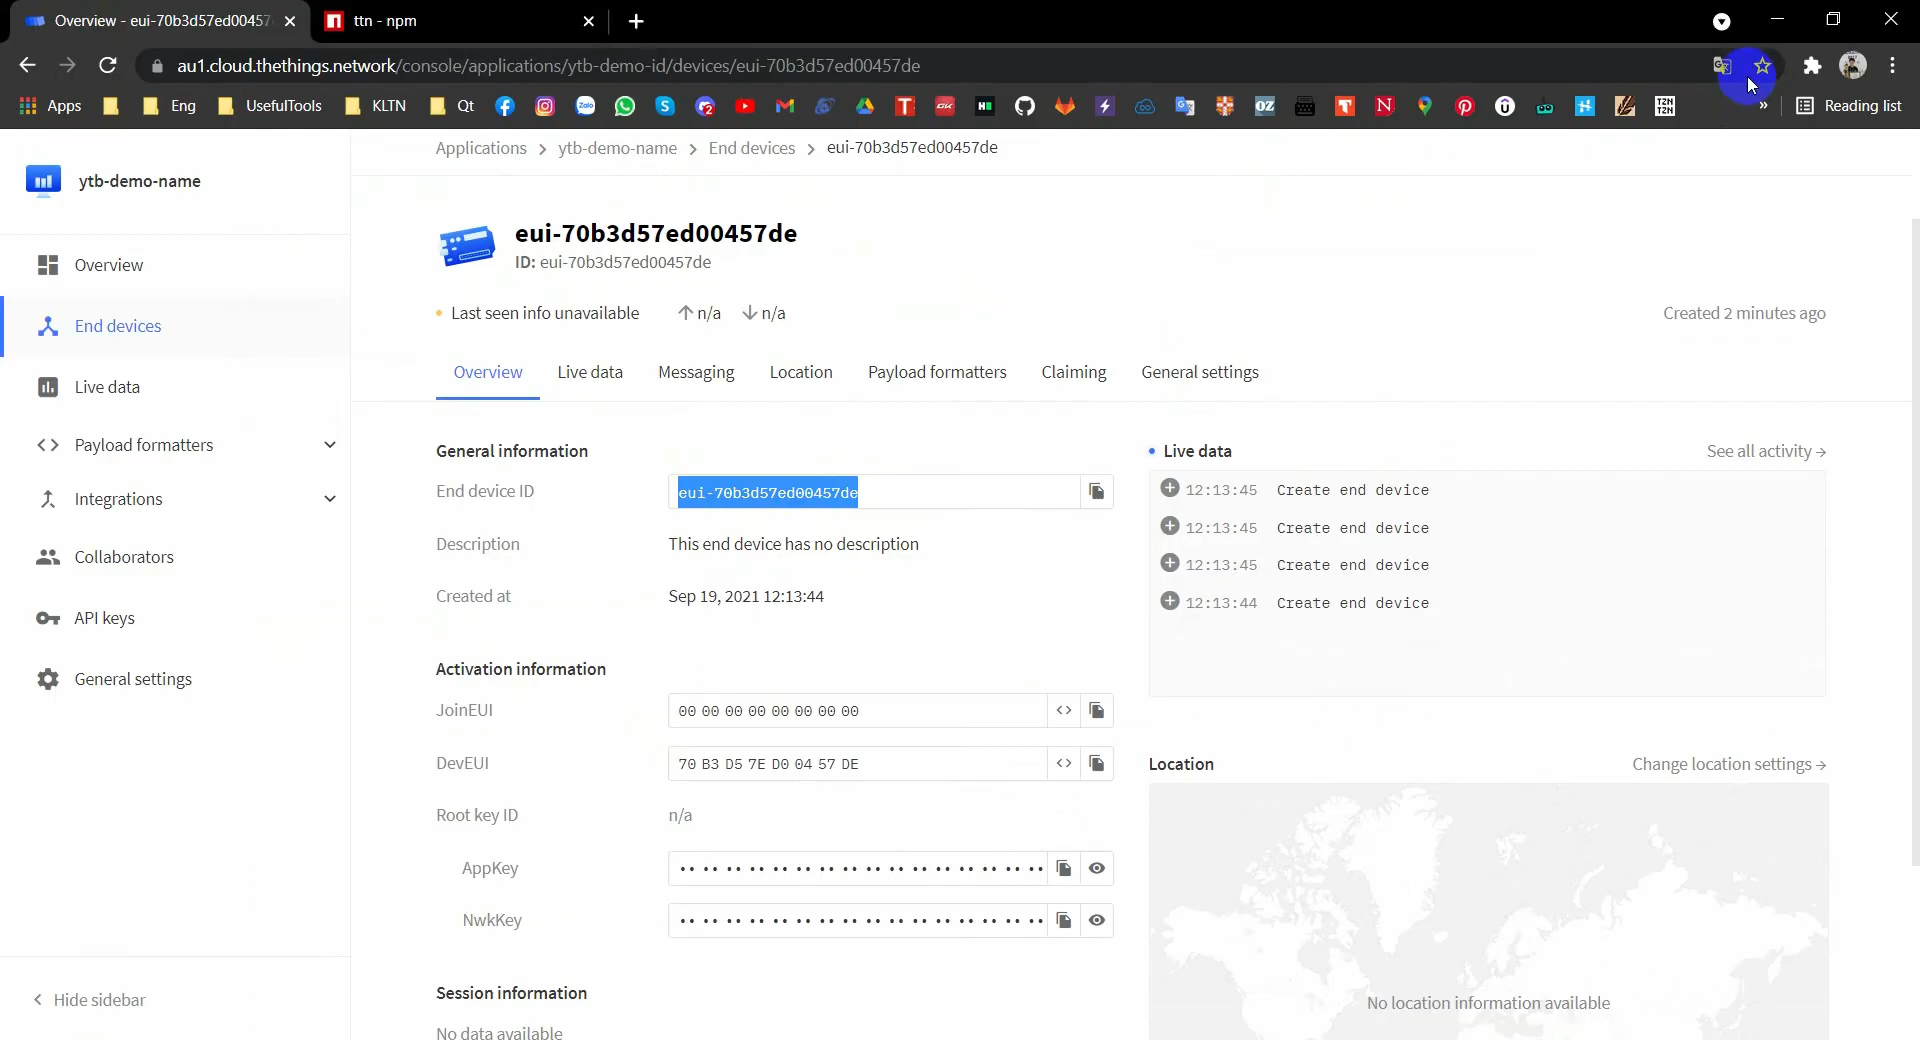 Overview - eui-70b3d57ed00457
ttn - npm
au1.cloud.thethings.network/console/applications/ytb-demo-id/devices/eui-70b3d57ed00457de
Apps Eng UsefulTools KLTN Qt Reading list
Applications > ytb-demo-name > End devices > eui-70b3d57ed00457de
ytb-demo-name
Overview
End devices
Live data
Payload formatters
Integrations
Collaborators
API keys
General settings
Hide sidebar
eui-70b3d57ed00457de
ID: eui-70b3d57ed00457de
Last seen info unavailable ↑ n/a ↓ n/a
Created 2 minutes ago
Overview Live data Messaging Location Payload formatters Claiming General settings
General information
End device ID eui-70b3d57ed00457de
Description This end device has no description
Created at Sep 19, 2021 12:13:44
Activation information
JoinEUI 00 00 00 00 00 00 00 00
DevEUI 70 B3 D5 7E D0 04 57 DE
Root key ID n/a
AppKey
NwkKey
Session information
No data available
Live data See all activity →
12:13:45 Create end device
12:13:45 Create end device
12:13:45 Create end device
12:13:44 Create end device
Location Change location settings →
No location information available